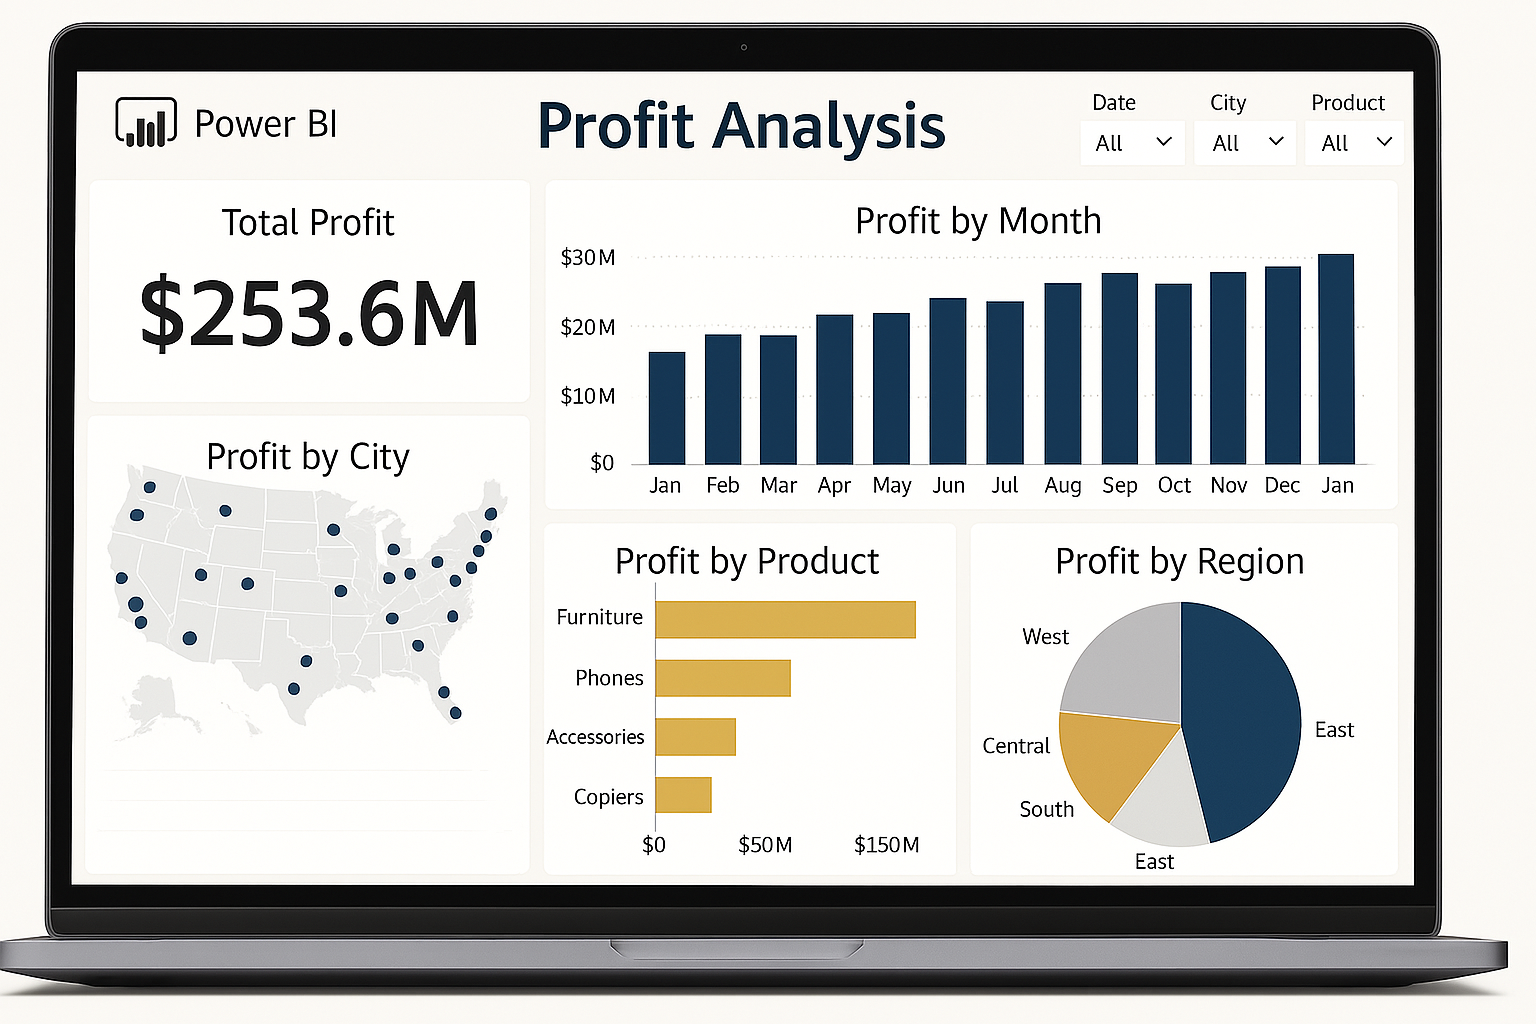 Power BI
Profit Analysis
Date City Product
All All All
Total Profit
$253.6M
Profit by Month
$30M
$20M
$10M
$0
Jan Feb Mar Apr May Jun Jul Aug Sep Oct Nov Dec Jan
Profit by City
Profit by Product
Furniture
Phones
Accessories
Copiers
$0 $50M $150M
Profit by Region
West
East
Central
South
East